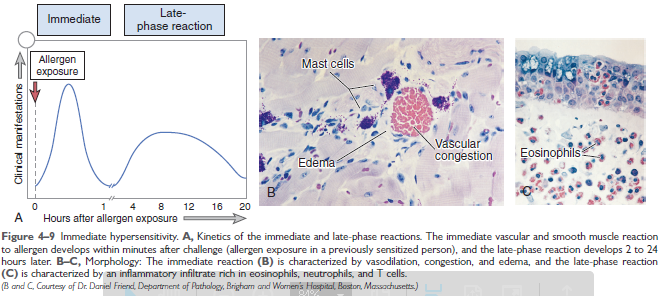 Immediate
Late-
phase reaction
Allergen
exposure
Clinical manifestations
0 1 4 8 12 16 20
A Hours after allergen exposure
Mast cells
Edema
Vascular
congestion
B
Eosinophils
C
Figure 4–9 Immediate hypersensitivity. A, Kinetics of the immediate and late-phase reactions. The immediate vascular and smooth muscle reaction
to allergen develops within minutes after challenge (allergen exposure in a previously sensitized person), and the late-phase reaction develops 2 to 24
hours later. B–C, Morphology: The immediate reaction (B) is characterized by vasodilation, congestion, and edema, and the late-phase reaction
(C) is characterized by an inflammatory infiltrate rich in eosinophils, neutrophils, and T cells.
(B and C, Courtesy of Dr. Daniel Friend, Department of Pathology, Brigham and Women's Hospital, Boston, Massachusetts.)